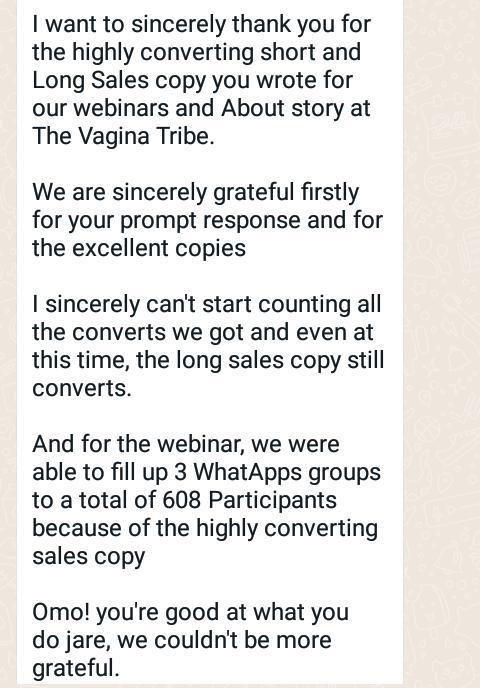 I want to sincerely thank you for
the highly converting short and
Long Sales copy you wrote for
our webinars and About story at
The Vagina Tribe.
We are sincerely grateful firstly
for your prompt response and for
the excellent copies
I sincerely can't start counting all
the converts we got and even at
this time, the long sales copy still
converts.
And for the webinar, we were
able to fill up 3 WhatApps groups
to a total of 608 Participants
because of the highly converting
sales copy
Omo! you're good at what you
do jare, we couldn't be more
grateful.